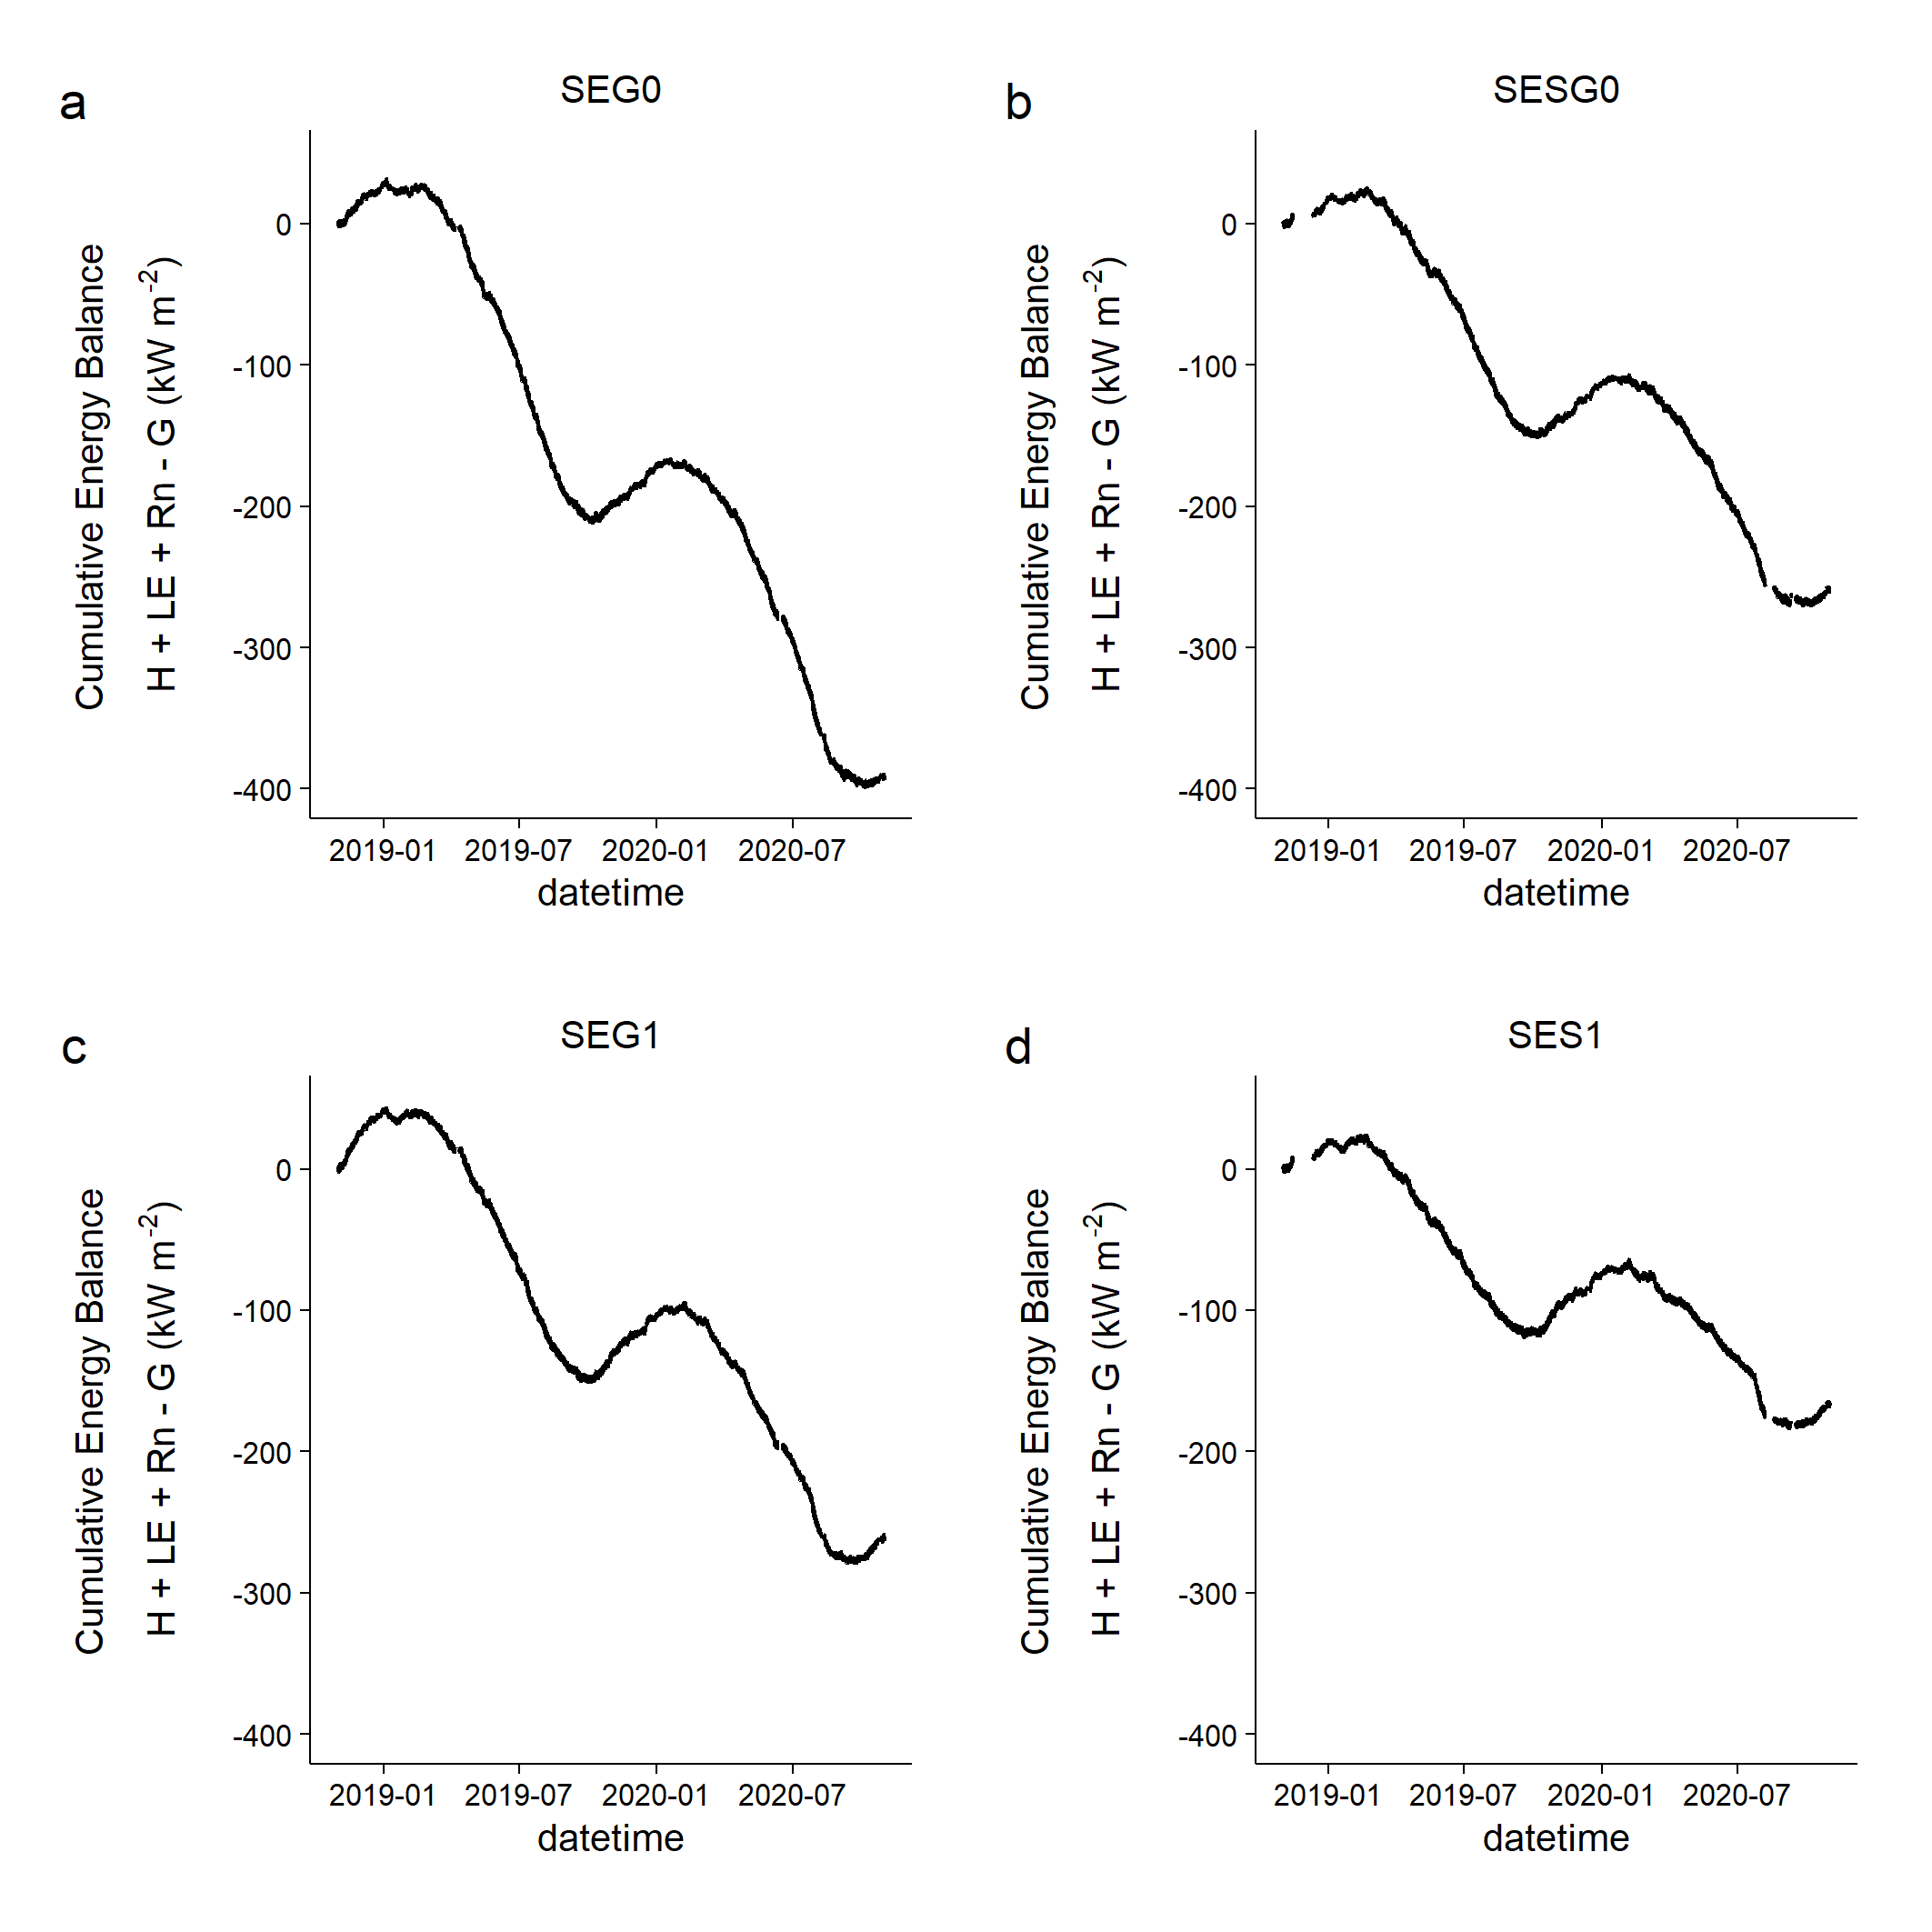 a
SEG0
Cumulative Energy Balance
H + LE + Rn - G (kW m⁻²)
0
-100
-200
-300
-400
2019-01 2019-07 2020-01 2020-07
datetime
b
SESG0
Cumulative Energy Balance
H + LE + Rn - G (kW m⁻²)
0
-100
-200
-300
-400
2019-01 2019-07 2020-01 2020-07
datetime
c
SEG1
Cumulative Energy Balance
H + LE + Rn - G (kW m⁻²)
0
-100
-200
-300
-400
2019-01 2019-07 2020-01 2020-07
datetime
d
SES1
Cumulative Energy Balance
H + LE + Rn - G (kW m⁻²)
0
-100
-200
-300
-400
2019-01 2019-07 2020-01 2020-07
datetime